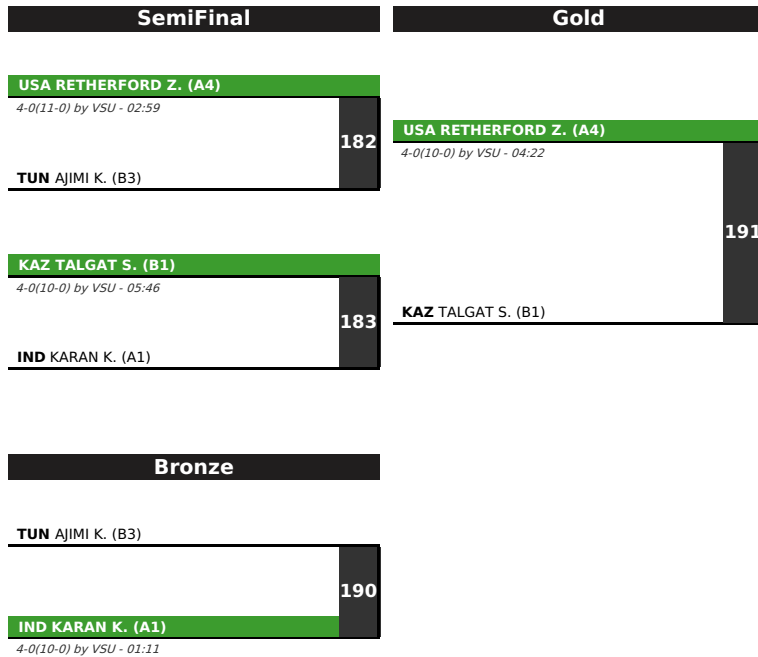 SemiFinal
USA RETHERFORD Z. (A4)
4-0(11-0) by VSU - 02:59
182
TUN AJIMI K. (B3)
KAZ TALGAT S. (B1)
4-0(10-0) by VSU - 05:46
183
IND KARAN K. (A1)
Gold
USA RETHERFORD Z. (A4)
4-0(10-0) by VSU - 04:22
191
KAZ TALGAT S. (B1)
Bronze
TUN AJIMI K. (B3)
190
IND KARAN K. (A1)
4-0(10-0) by VSU - 01:11